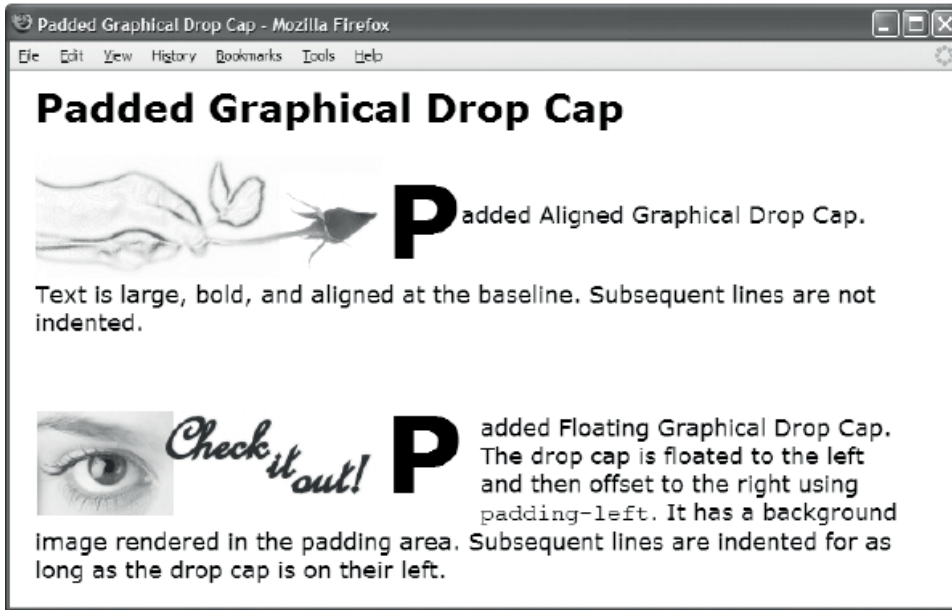 Padded Graphical Drop Cap - Mozilla Firefox
File Edit View History Bookmarks Tools Help
Padded Graphical Drop Cap
Padded Aligned Graphical Drop Cap.
Text is large, bold, and aligned at the baseline. Subsequent lines are not
indented.
Check it out!
Padded Floating Graphical Drop Cap.
The drop cap is floated to the left
and then offset to the right using
padding-left. It has a background
image rendered in the padding area. Subsequent lines are indented for as
long as the drop cap is on their left.